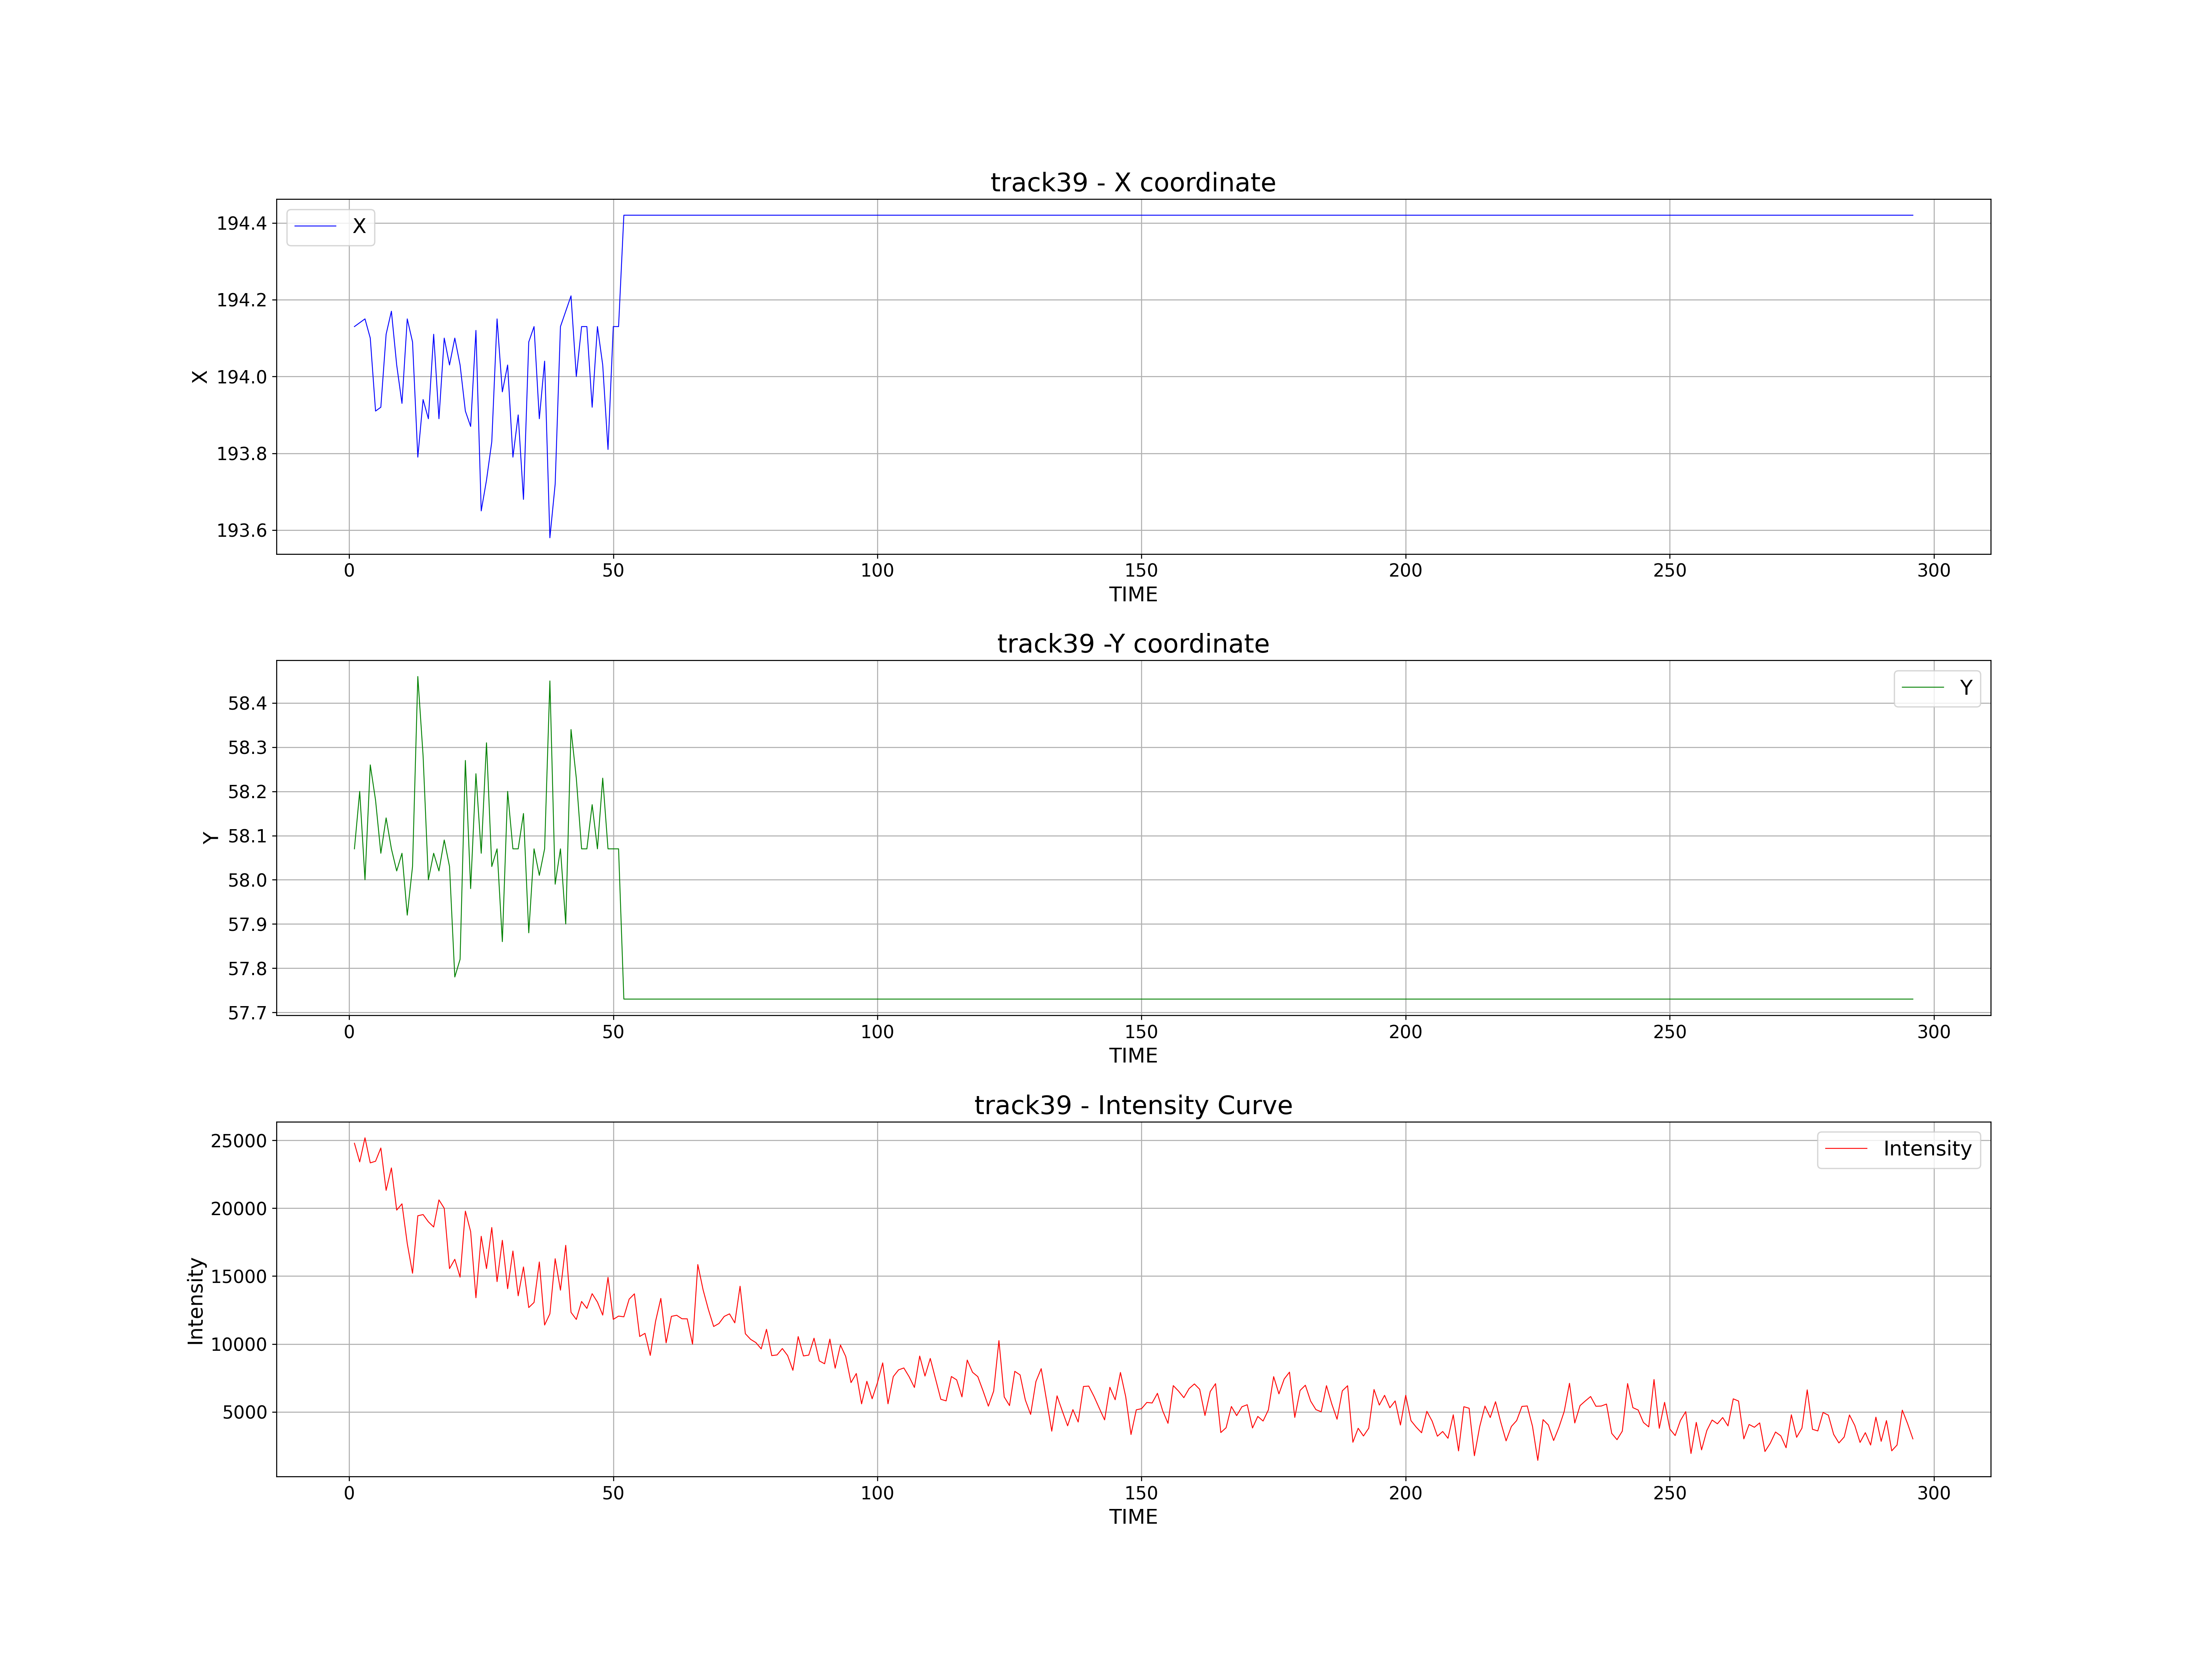 track39 - X coordinate
194.4
194.2
194.0
193.8
193.6
X
X
0 50 100 150 200 250 300
TIME
track39 -Y coordinate
58.4
58.3
58.2
58.1
58.0
57.9
57.8
57.7
Y
Y
0 50 100 150 200 250 300
TIME
track39 - Intensity Curve
25000
20000
15000
10000
5000
Intensity
Intensity
0 50 100 150 200 250 300
TIME